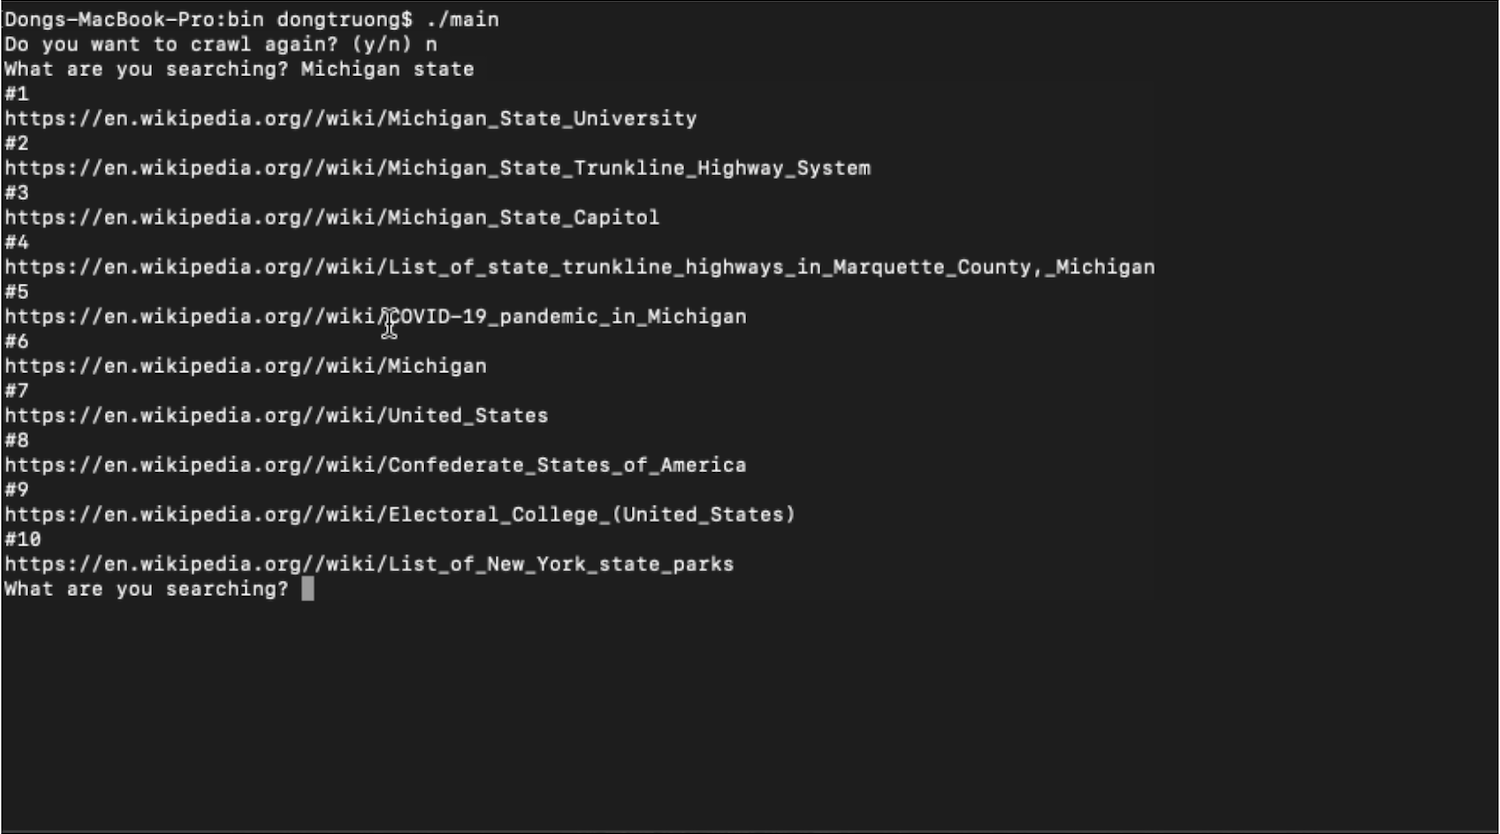 Dongs-MacBook-Pro:bin dongtruong$ ./main
Do you want to crawl again? (y/n) n
What are you searching? Michigan state
#1
https://en.wikipedia.org//wiki/Michigan_State_University
#2
https://en.wikipedia.org//wiki/Michigan_State_Trunkline_Highway_System
#3
https://en.wikipedia.org//wiki/Michigan_State_Capitol
#4
https://en.wikipedia.org//wiki/List_of_state_trunkline_highways_in_Marquette_County,_Michigan
#5
https://en.wikipedia.org//wiki/COVID-19_pandemic_in_Michigan
#6
https://en.wikipedia.org//wiki/Michigan
#7
https://en.wikipedia.org//wiki/United_States
#8
https://en.wikipedia.org//wiki/Confederate_States_of_America
#9
https://en.wikipedia.org//wiki/Electoral_College_(United_States)
#10
https://en.wikipedia.org//wiki/List_of_New_York_state_parks
What are you searching?